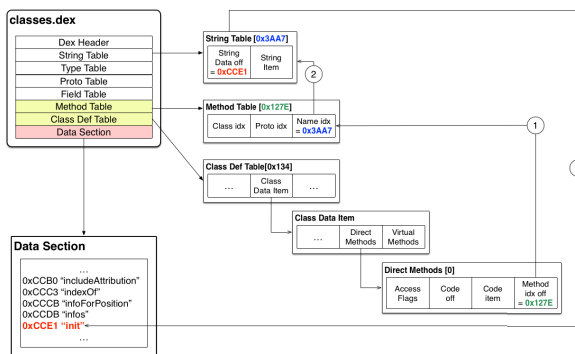 classes.dex
Dex Header
String Table
Type Table
Proto Table
Field Table
Method Table
Class Def Table
Data Section
String Table [0x3AA7]
String
Data off
= 0xCCE1
String
Item
2
Method Table [0x127E]
Class idx
Proto idx
Name idx
= 0x3AA7
1
Class Def Table[0x134]
...
Class
Data Item
...
Class Data Item
...
Direct
Methods
Virtual
Methods
Direct Methods [0]
Access
Flags
Code
off
Code
item
Method
idx off
= 0x127E
Data Section
...
0xCCB0 “includeAttribution”
0xCCC3 “indexOf”
0xCCCB “infoForPosition”
0xCCDB “infos”
0xCCE1 “init”
...